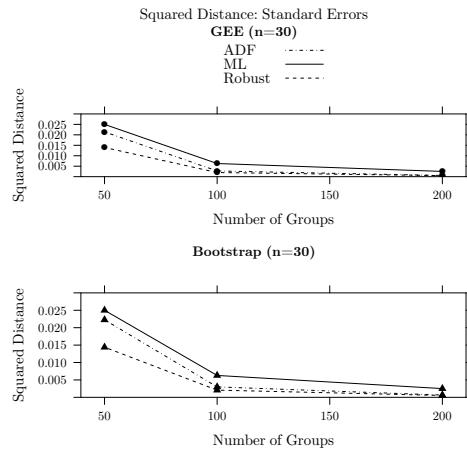 Squared Distance: Standard Errors
GEE (n=30)
ADF
ML
Robust
Squared Distance
0.025
0.020
0.015
0.010
0.005
50 100 150 200
Number of Groups
Bootstrap (n=30)
Squared Distance
0.025
0.020
0.015
0.010
0.005
50 100 150 200
Number of Groups